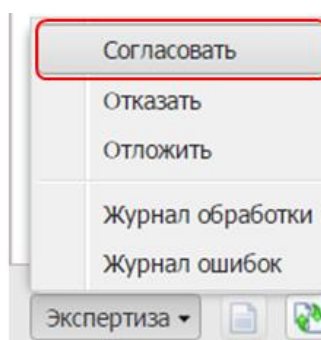 Согласовать
Отказать
Отложить
Журнал обработки
Журнал ошибок
Экспертиза